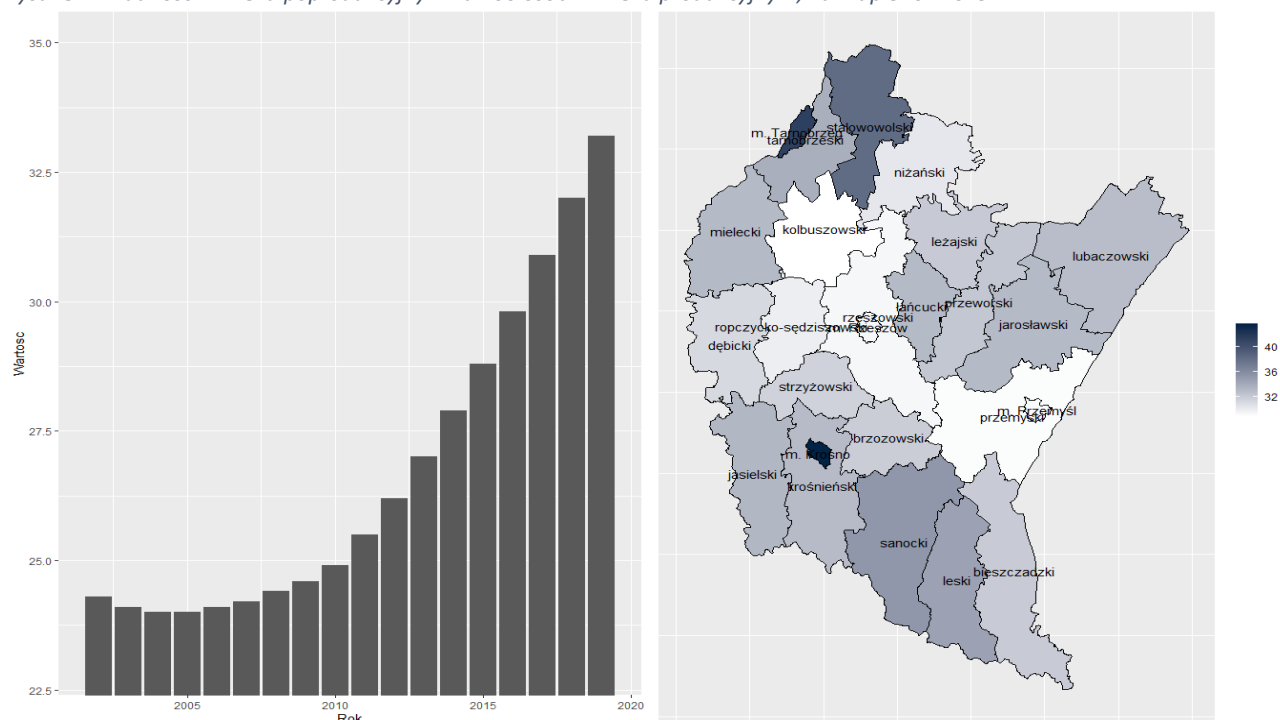 35.0
32.5
30.0
27.5
25.0
22.5
Wartosc
2005
2010
2015
2020
Rok
m. Tarnobrzeg
tarnobrzeski
stalowowolski
niżański
mielecki
kolbuszowski
leżajski
lubaczowski
łańcucki
przeworski
jarosławski
rzeszowski
m. Rzeszów
ropczycko-sędziszowski
dębicki
strzyżowski
m. Przemyśl
przemyski
brzozowski
m. Krosno
jasielski
krośnieński
sanocki
leski
bieszczadzki
40
36
32